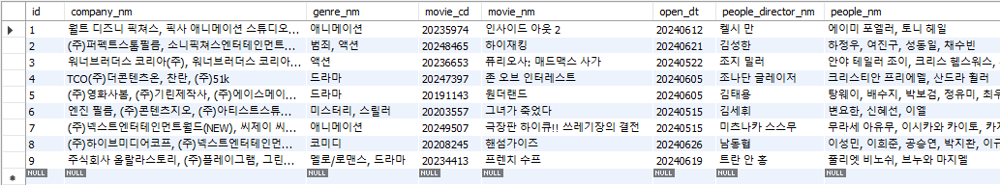 id company_nm genre_nm movie_cd movie_nm open_dt people_director_nm people_nm
1 월트 디즈니 픽쳐스, 픽사 애니메이션 스튜디오... 애니메이션 20235974 인사이드 아웃 2 20240612 켈시 만 에이미 포엘러, 토니 헤일
2 (주)퍼펙트스톰필름, 소니픽쳐스엔터테인먼트... 범죄, 액션 20248465 하이재킹 20240621 김성한 하정우, 여진구, 성동일, 채수빈
3 워너브러더스 코리아(주), 워너브러더스 코리아... 액션 20236653 퓨리오사: 매드맥스 사가 20240522 조지 밀러 안야 테일러 조이, 크리스 헴스워스,
4 TCO(주)더콘텐츠온, 찬란, (주)51k 드라마 20247397 존 오브 인터레스트 20240605 조나단 글레이저 크리스티안 프리에델, 산드라 휠러
5 (주)영화사봄, (주)기린제작사, (주)에이스메이... 드라마 20191143 원더랜드 20240605 김태용 탕웨이, 배수지, 박보검, 정유미, 최우
6 엔진 필름, (주)콘텐츠지오, (주)아티스트스튜... 미스터리, 스릴러 20203557 그녀가 죽었다 20240515 김세휘 변요한, 신혜선, 이엘
7 (주)넥스트엔터테인먼트월드(NEW), 씨제이 씨... 애니메이션 20249507 극장판 하이큐!! 쓰레기장의 결전 20240515 미츠나카 스스무 무라세 아유무, 이시카와 카이토, 카지
8 (주)하이브미디어코프, (주)넥스트엔터테인먼... 코미디 20208245 핸섬가이즈 20240626 남동협 이성민, 이희준, 공승연, 박지환, 이규
9 주식회사 올랄라스토리, (주)플레이그램, 그린... 멜로/로맨스, 드라마 20234413 프렌치 수프 20240619 트란 안 홍 줄리엣 비노쉬, 브누와 마지멜
NULL NULL NULL NULL NULL NULL NULL NULL